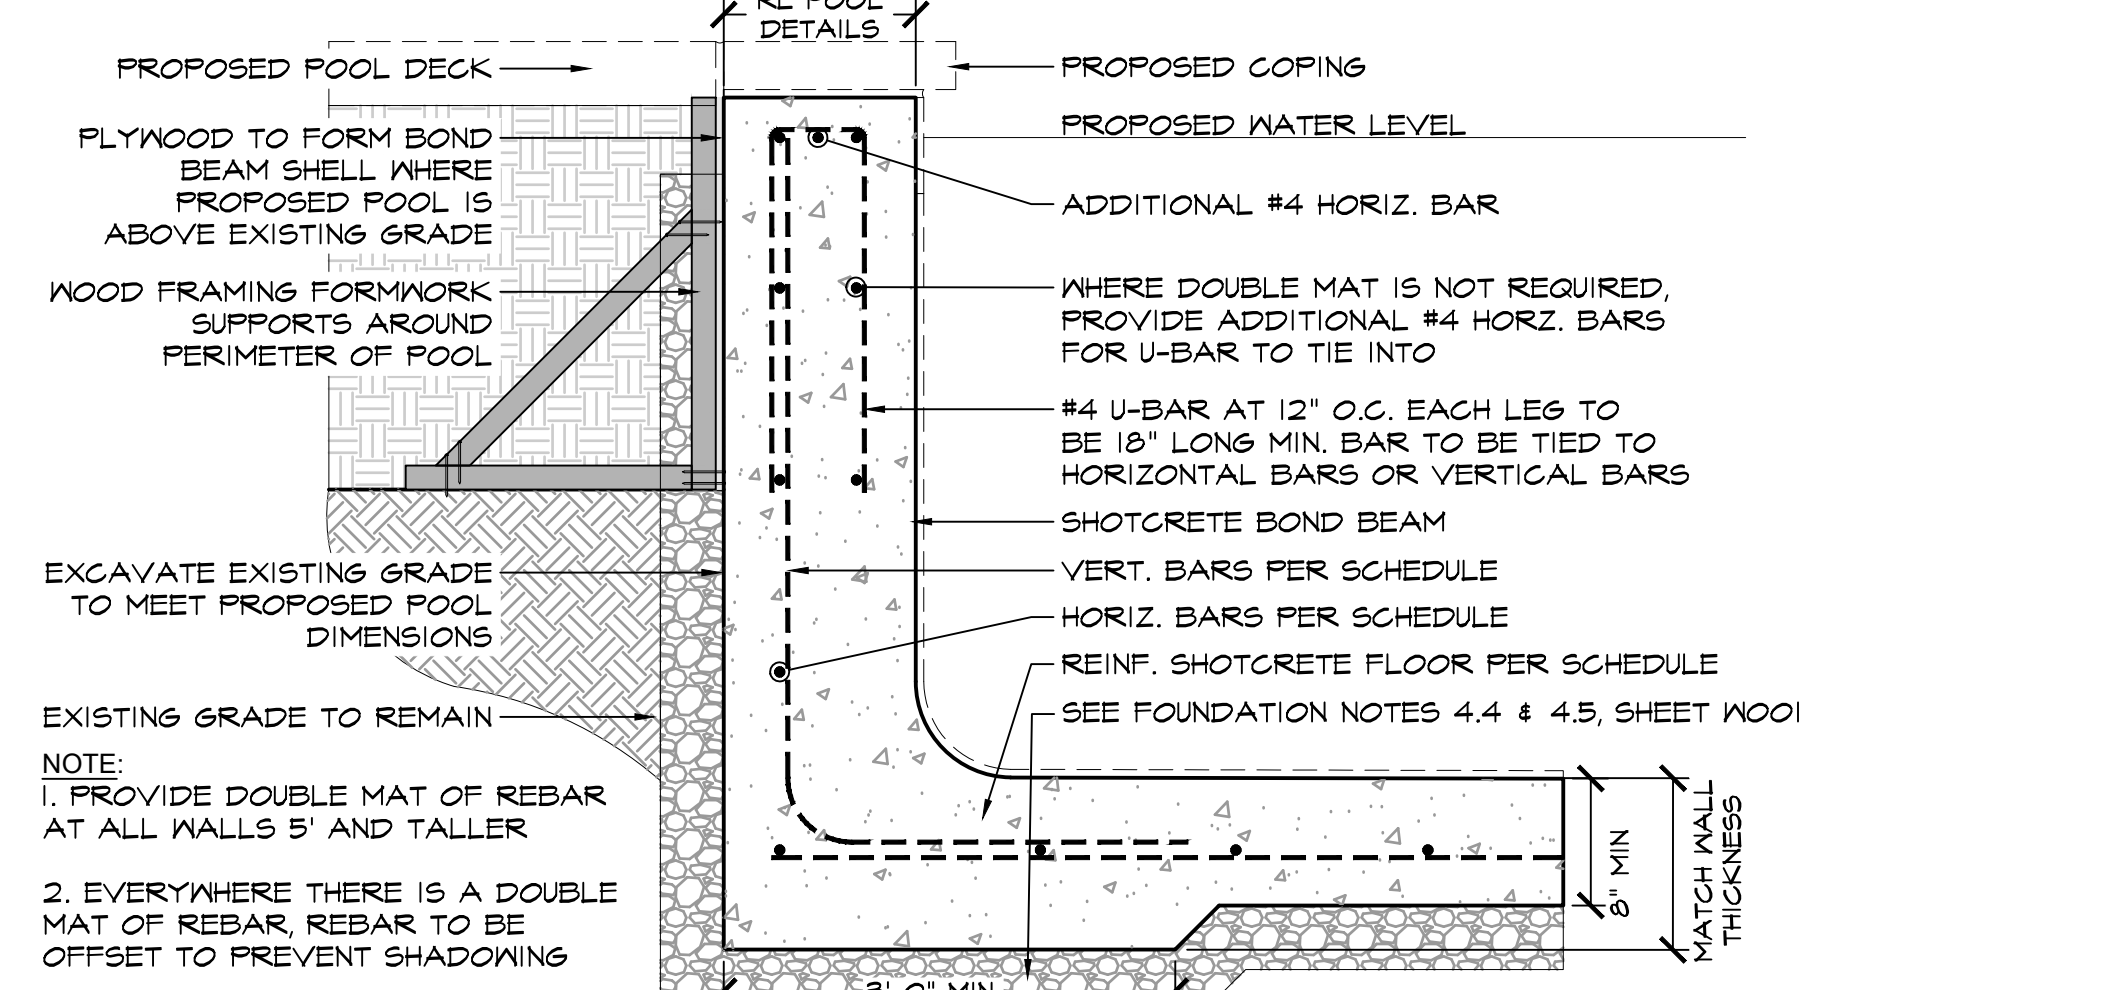 RE POOL
DETAILS
PROPOSED POOL DECK
PLYWOOD TO FORM BOND
BEAM SHELL WHERE
PROPOSED POOL IS
ABOVE EXISTING GRADE
WOOD FRAMING FORMWORK
SUPPORTS AROUND
PERIMETER OF POOL
EXCAVATE EXISTING GRADE
TO MEET PROPOSED POOL
DIMENSIONS
EXISTING GRADE TO REMAIN
NOTE:
1. PROVIDE DOUBLE MAT OF REBAR
AT ALL WALLS 5' AND TALLER
2. EVERYWHERE THERE IS A DOUBLE
MAT OF REBAR, REBAR TO BE
OFFSET TO PREVENT SHADOWING
PROPOSED COPING
PROPOSED WATER LEVEL
ADDITIONAL #4 HORIZ. BAR
WHERE DOUBLE MAT IS NOT REQUIRED,
PROVIDE ADDITIONAL #4 HORZ. BARS
FOR U-BAR TO TIE INTO
#4 U-BAR AT 12" O.C. EACH LEG TO
BE 18" LONG MIN. BAR TO BE TIED TO
HORIZONTAL BARS OR VERTICAL BARS
SHOTCRETE BOND BEAM
VERT. BARS PER SCHEDULE
HORIZ. BARS PER SCHEDULE
REINF. SHOTCRETE FLOOR PER SCHEDULE
SEE FOUNDATION NOTES 4.4 & 4.5, SHEET W001
8" MIN
MATCH WALL
THICKNESS
3'-0" MIN